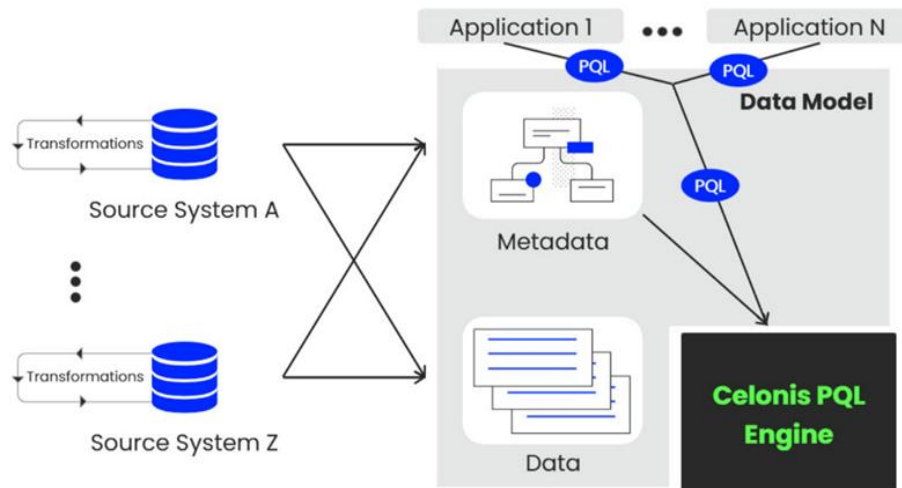 Application 1
Application N
PQL
PQL
Data Model
Transformations
Source System A
PQL
Metadata
Transformations
Source System Z
Data
Celonis PQL
Engine